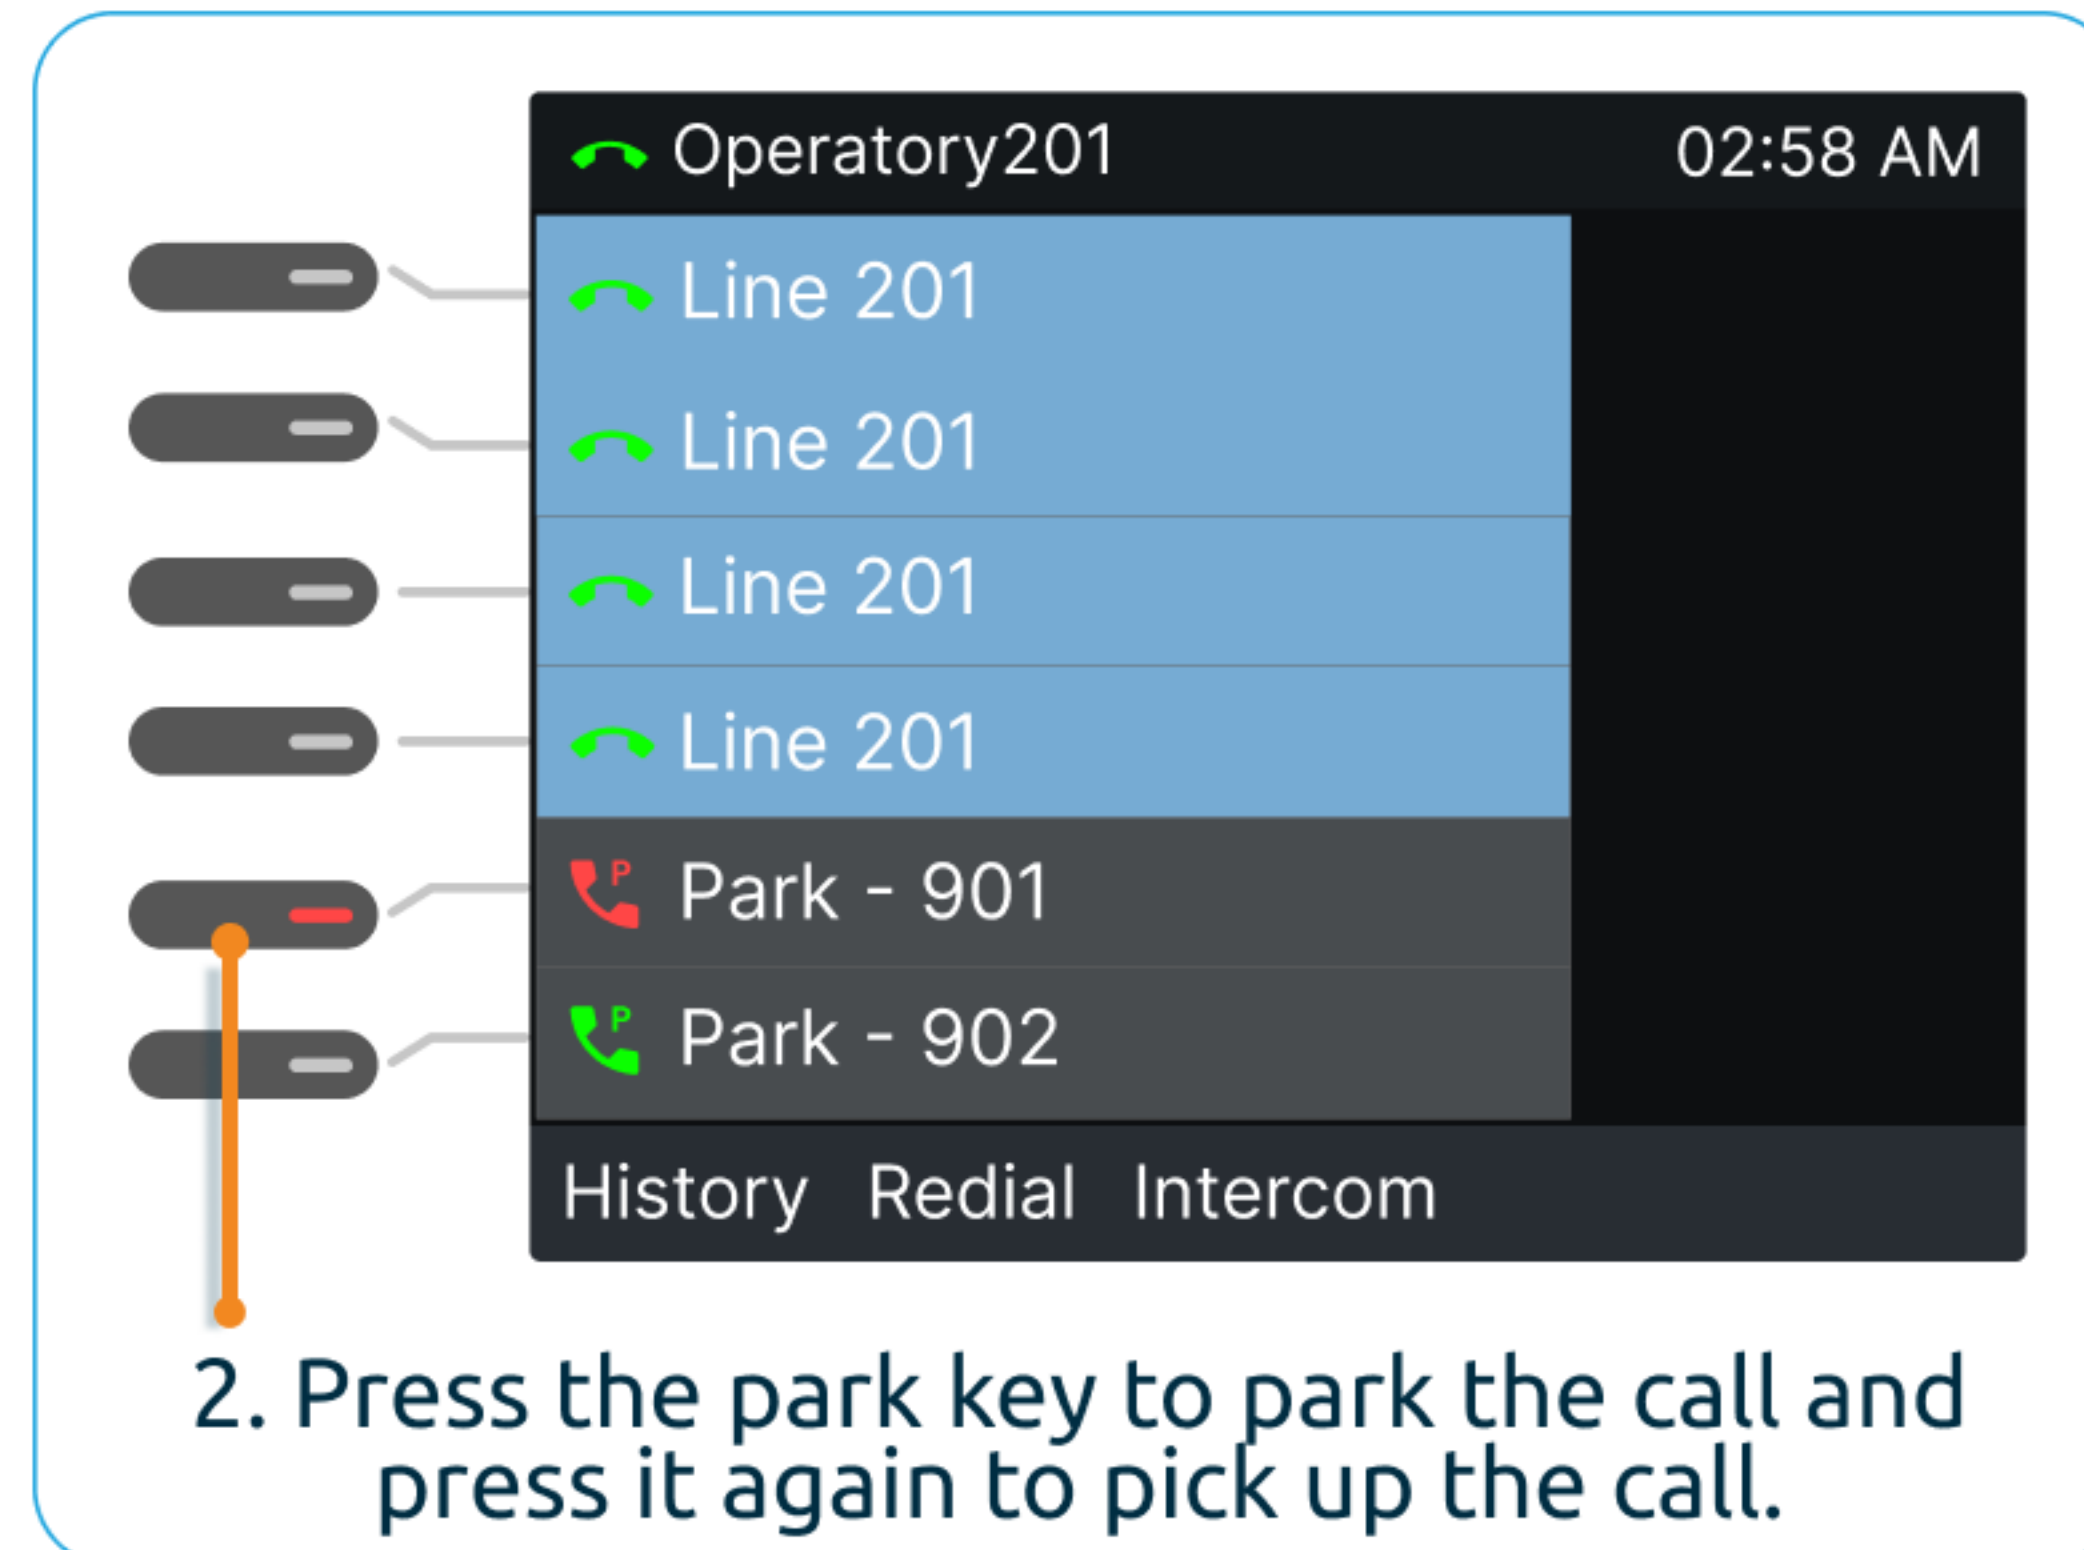 Operatory201 02:58 AM
Line 201
Line 201
Line 201
Line 201
P Park - 901
P Park - 902
History Redial Intercom
2. Press the park key to park the call and
press it again to pick up the call.